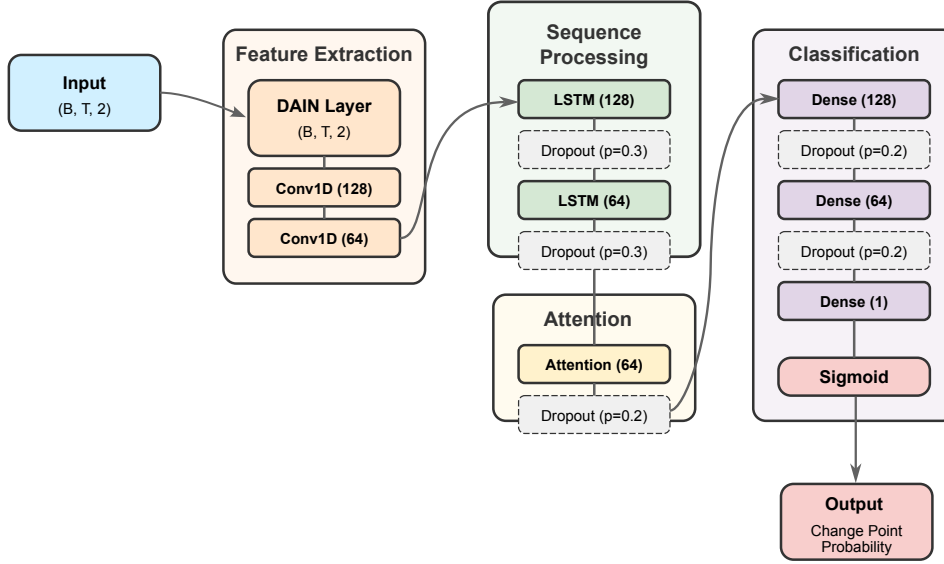 Input
(B, T, 2)
Feature Extraction
DAIN Layer
(B, T, 2)
Conv1D (128)
Conv1D (64)
Sequence
Processing
LSTM (128)
Dropout (p=0.3)
LSTM (64)
Dropout (p=0.3)
Attention
Attention (64)
Dropout (p=0.2)
Classification
Dense (128)
Dropout (p=0.2)
Dense (64)
Dropout (p=0.2)
Dense (1)
Sigmoid
Output
Change Point
Probability